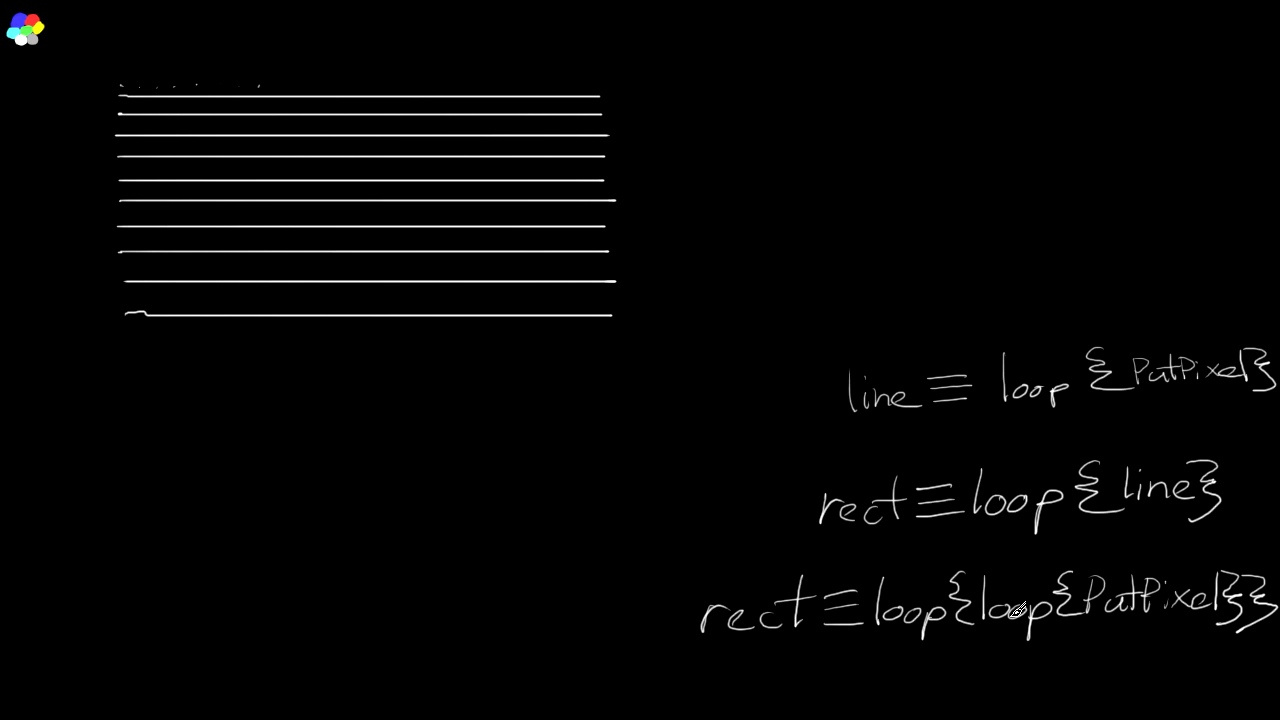 line ≡ loop {PutPixel}
rect ≡ loop {line}
rect ≡ loop{loop{PutPixel}}